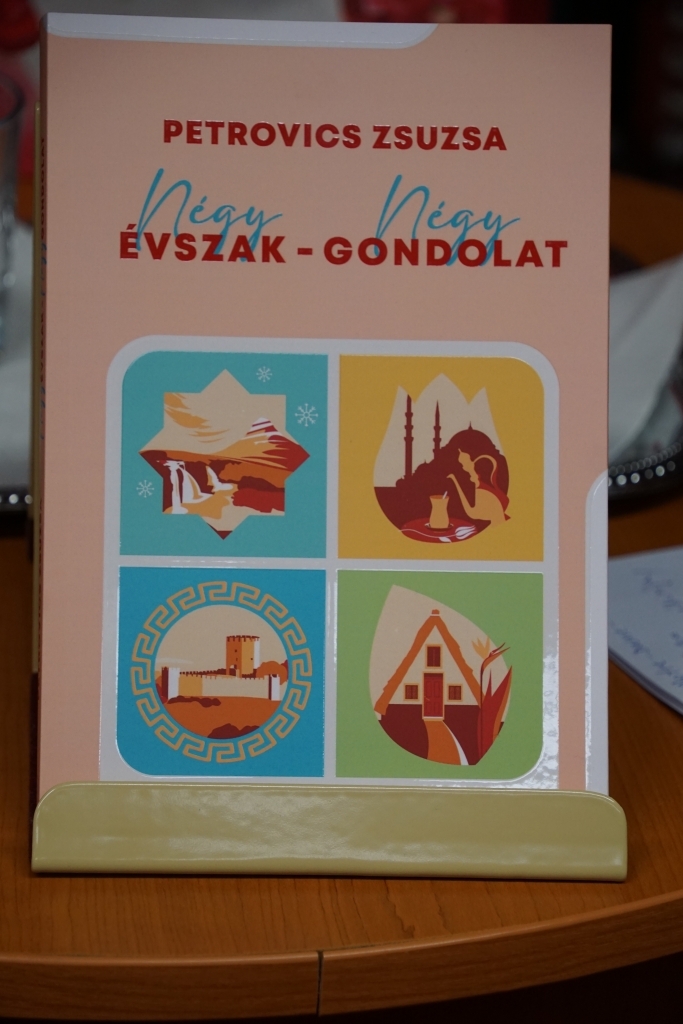 PETROVICS ZSUZSA
Négy Négy
ÉVSZAK - GONDOLAT